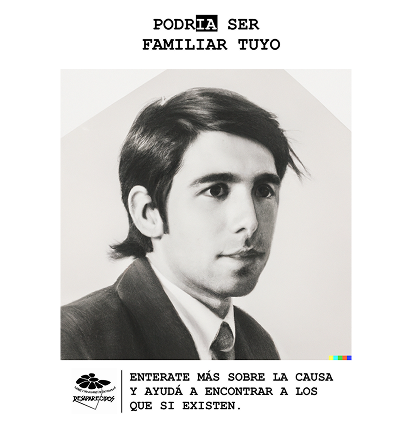 PODRIA SER
FAMILIAR TUYO
DESAPARECIDOS
ENTERATE MÁS SOBRE LA CAUSA
Y AYUDÁ A ENCONTRAR A LOS
QUE SI EXISTEN.